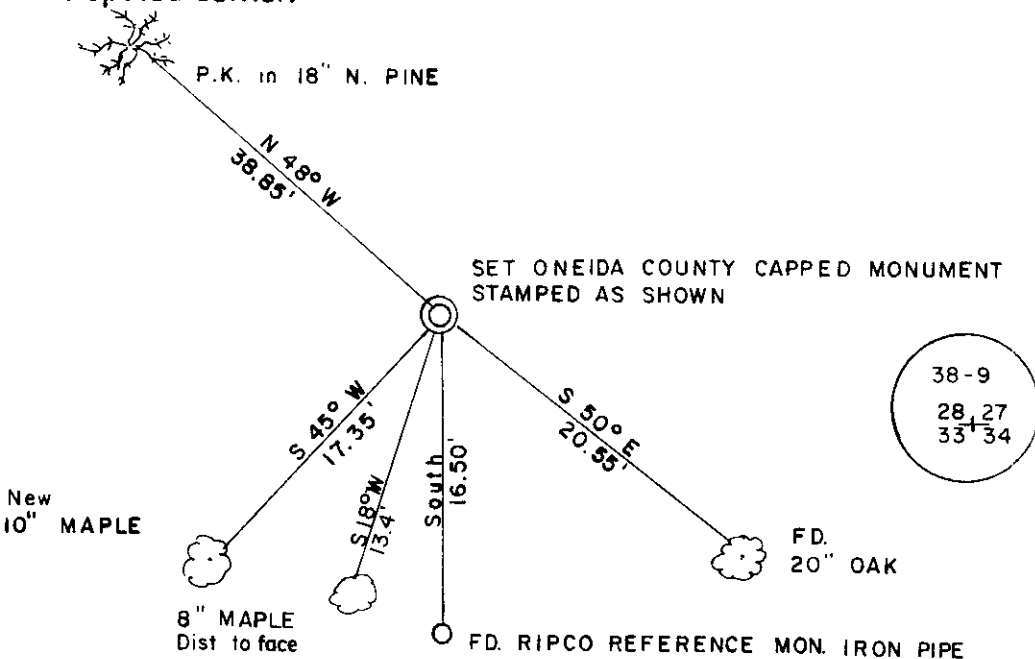 P.K. in 18" N. PINE
N 48° W
38.85'
SET ONEIDA COUNTY CAPPED MONUMENT
STAMPED AS SHOWN
38-9
28 27
33 34
S 45° W
17.35'
S 18° W
13.4'
South
16.50'
S 50° E
20.55'
New
10" MAPLE
8" MAPLE
Dist to face
FD.
20" OAK
FD. RIPCO REFERENCE MON. IRON PIPE